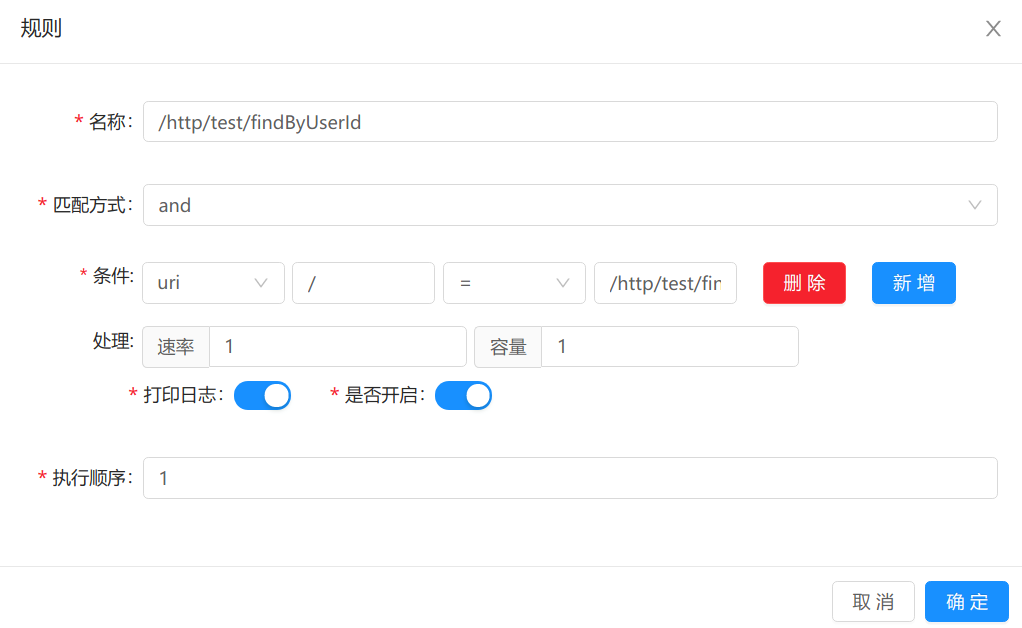 规则
* 名称： /http/test/findByUserId
* 匹配方式： and
* 条件: uri / = /http/test/fin 删 除 新 增
处理: 速率 1 容量 1
* 打印日志： * 是否开启：
* 执行顺序： 1
取 消 确 定